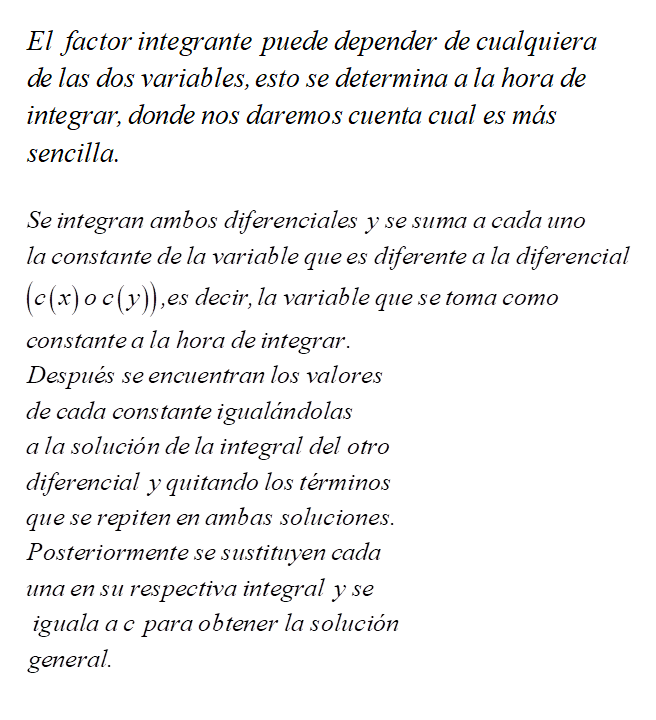 El factor integrante puede depender de cualquiera
de las dos variables, esto se determina a la hora de
integrar, donde nos daremos cuenta cual es más
sencilla.
Se integran ambos diferenciales y se suma a cada uno
la constante de la variable que es diferente a la diferencial
(c(x) o c(y)), es decir, la variable que se toma como
constante a la hora de integrar.
Después se encuentran los valores
de cada constante igualándolas
a la solución de la integral del otro
diferencial y quitando los términos
que se repiten en ambas soluciones.
Posteriormente se sustituyen cada
una en su respectiva integral y se
iguala a c para obtener la solución
general.